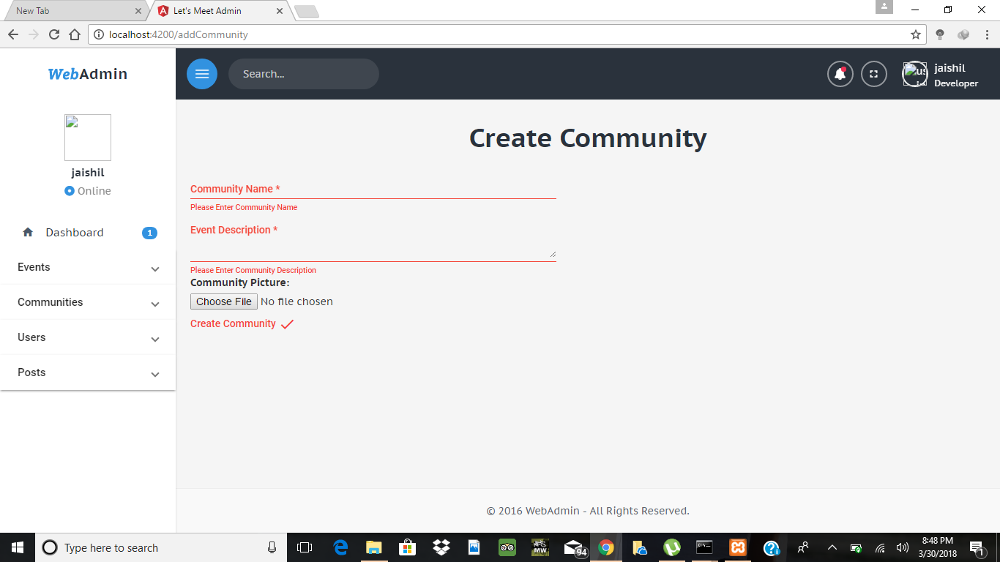 New Tab
Let's Meet Admin
localhost:4200/addCommunity
WebAdmin
Search...
us
jaishil
Developer
jaishil
Online
Dashboard
1
Events
Communities
Users
Posts
Create Community
Community Name *
Please Enter Community Name
Event Description *
Please Enter Community Description
Community Picture:
Choose File No file chosen
Create Community
© 2016 WebAdmin - All Rights Reserved.
Type here to search
MW
94
8:48 PM
3/30/2018
1